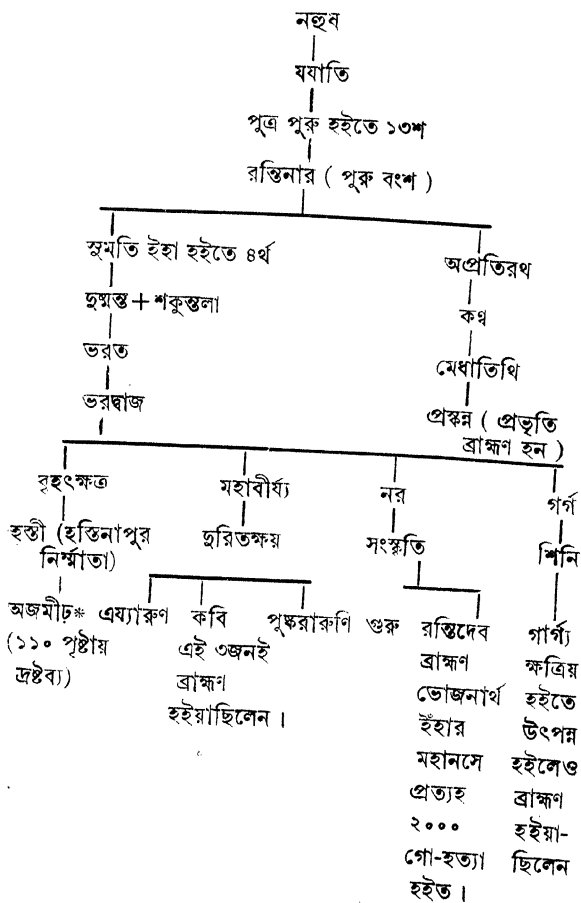 নহুষ
যযাতি
পুত্র পুরু হইতে ১৩শ
রন্তিনার ( পুরু বংশ )
সুমতি ইহা হইতে ৪র্থ
অপ্রতিরথ
দুষ্মন্ত + শকুন্তলা
কণ্ব
ভরত
মেধাতিথি
ভরদ্বাজ
প্রস্কন্ন ( প্রভৃতি
ব্রাহ্মণ হন )
বৃহৎক্ষত্র
মহাবীর্য্য
নর
গর্গ
হস্তী (হস্তিনাপুর
নির্ম্মাতা)
দুরিতক্ষয়
সংস্কৃতি
শিনি
অজমীঢ়*
(১১০ পৃষ্টায়
দ্রষ্টব্য)
এয্যারুণ
কবি
পুষ্করারুণি
এই ৩জনই
ব্রাহ্মণ
হইয়াছিলেন ।
গুরু
রন্তিদেব
ব্রাহ্মণ
ভোজনার্থ
ইঁহার
মহানসে
প্রত্যহ
২০০০
গো-হত্যা
হইত ।
গার্গ্য
ক্ষত্রিয়
হইতে
উৎপন্ন
হইলেও
ব্রাহ্মণ
হইয়া-
ছিলেন